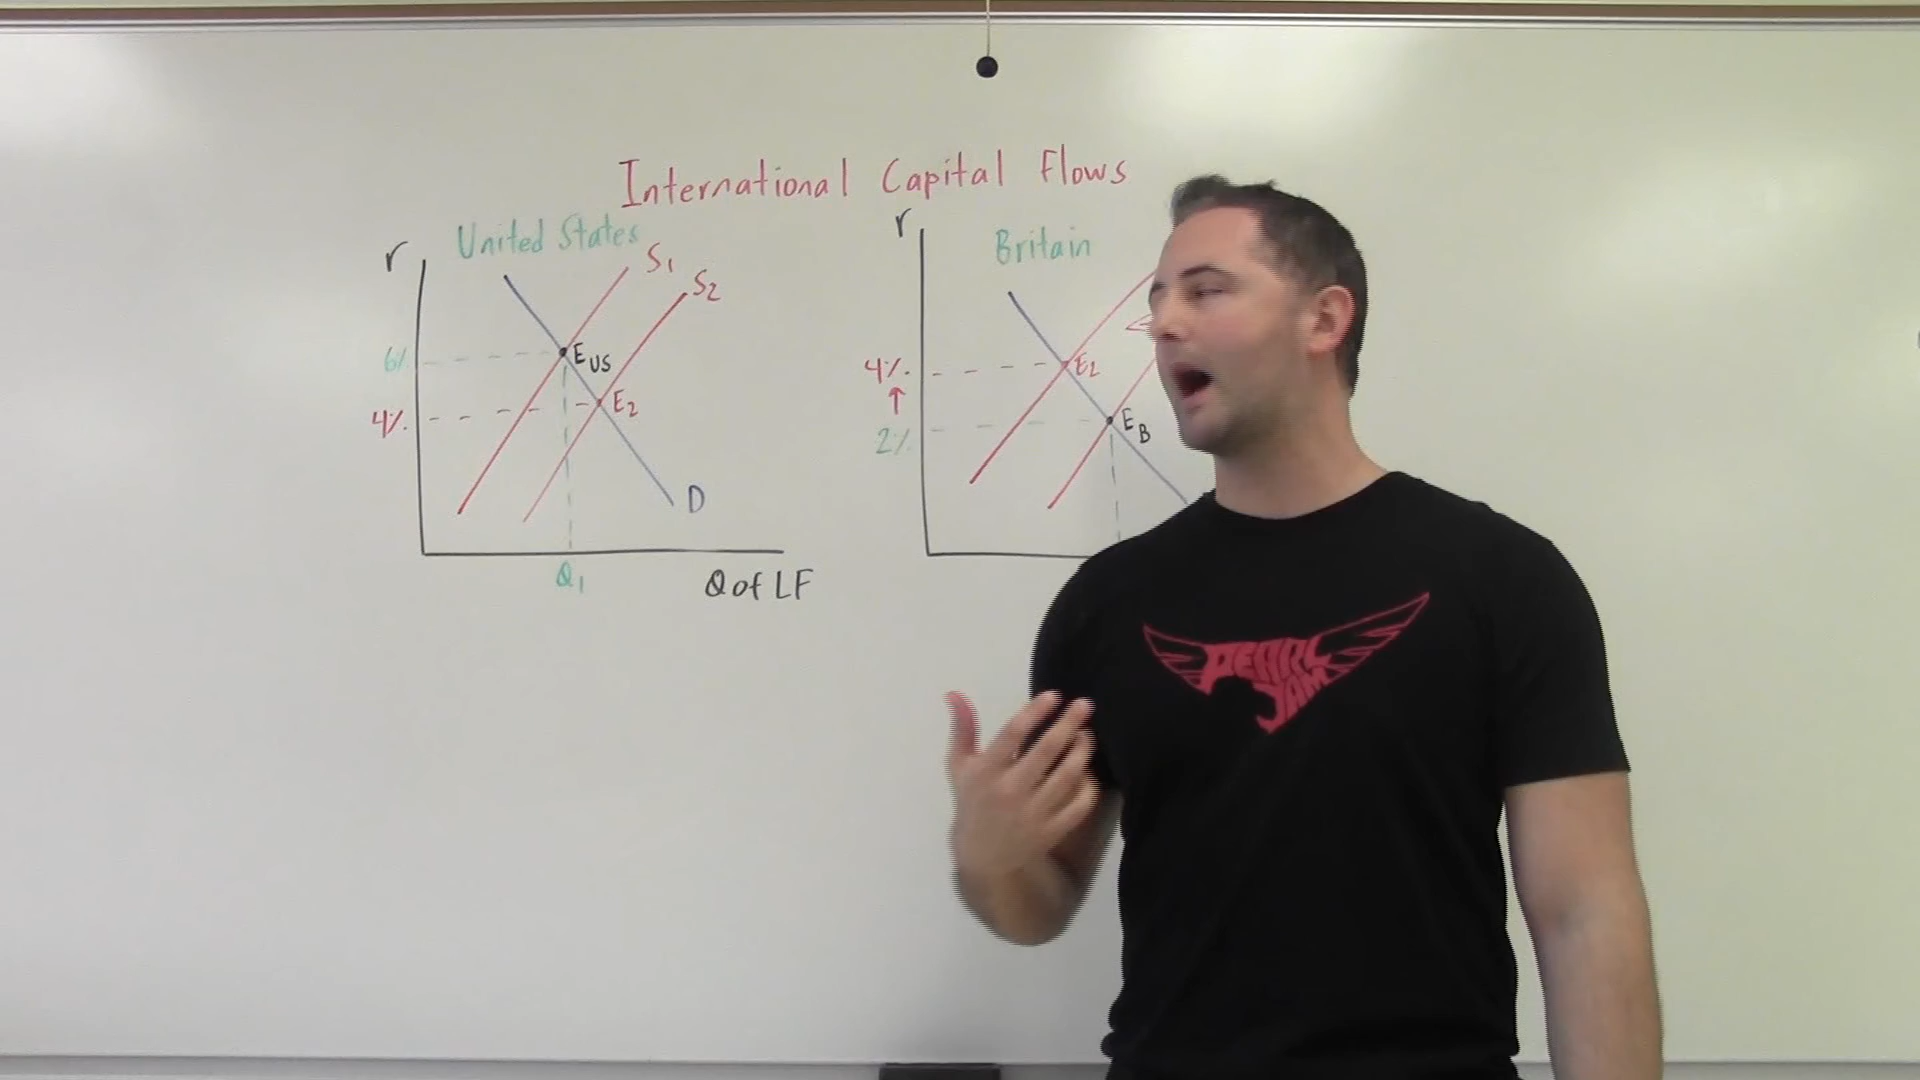 International Capital Flows
r
United States
S1
S2
6%
EUS
4%
E2
D
Q1
Q of LF
r
Britain
4%
E2
↑
2%
EB
PEARL
JAM